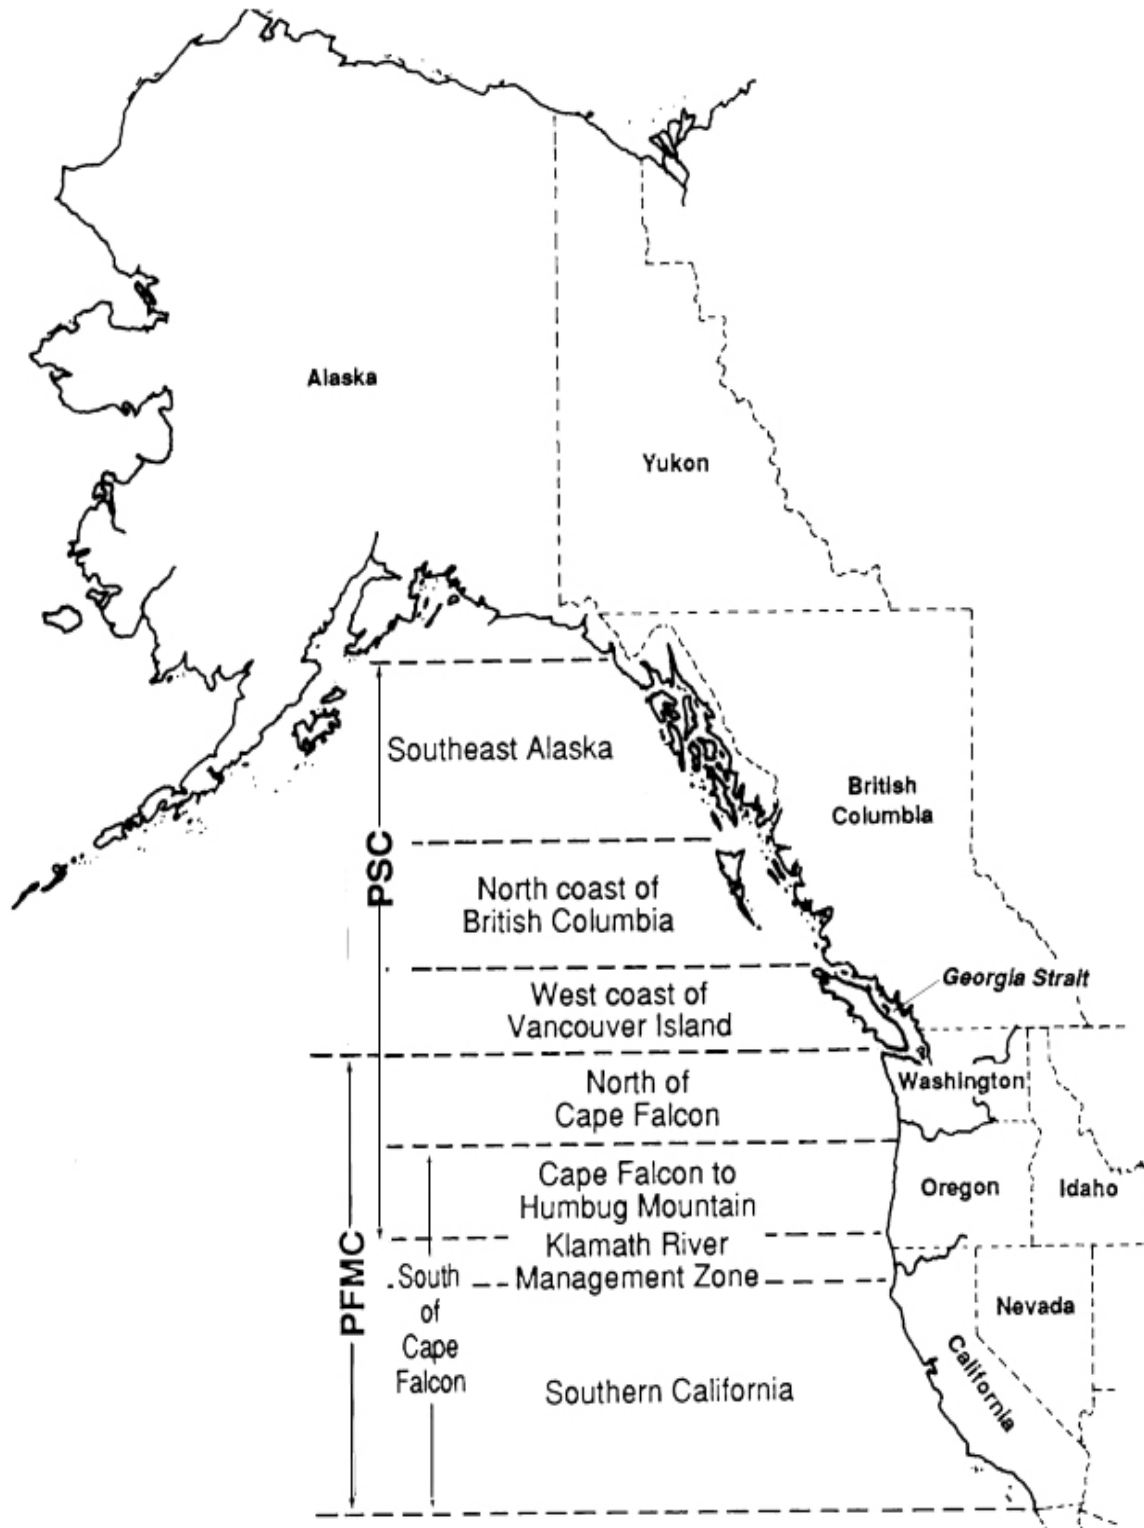 Alaska
Yukon
Southeast Alaska
British
Columbia
PSC
North coast of
British Columbia
Georgia Strait
West coast of
Vancouver Island
North of
Cape Falcon
Washington
Cape Falcon to
Humbug Mountain
Oregon
Idaho
PFMC
Klamath River
Management Zone
South
of
Cape
Falcon
Nevada
California
Southern California